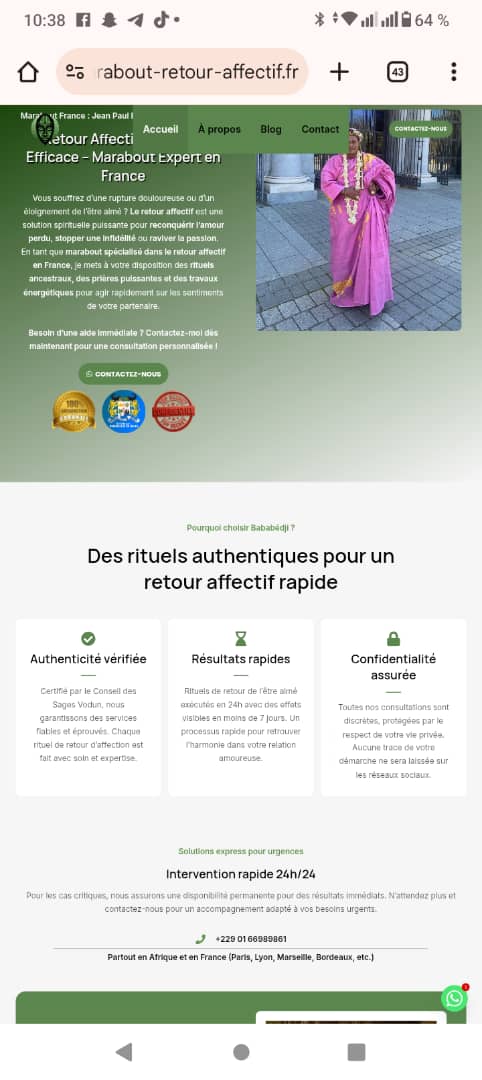 10:38
64 %
rabout-retour-affectif.fr
43
Accueil
À propos
Blog
Contact
CONTACTEZ-NOUS
France : Jean Paul
Retour Affecti
Efficace - Marabout Expert en
France
Vous souffrez d'une rupture douloureuse ou d'un
éloignement de l'être aimé ? Le retour affectif est une
solution spirituelle puissante pour reconquérir l'amour
perdu, stopper une infidélité ou raviver la passion.
En tant que marabout spécialisé dans le retour affectif
en France, je mets à votre disposition des rituels
ancestraux, des prières puissantes et des travaux
énergétiques pour agir rapidement sur les sentiments
de votre partenaire.
Besoin d'une aide immédiate ? Contactez-moi dès
maintenant pour une consultation personnalisée !
CONTACTEZ-NOUS
100%
CONFIDENTIEL
Pourquoi choisir Bababédji ?
Des rituels authentiques pour un
retour affectif rapide
Authenticité vérifiée
Certifié par le Conseil des
Sages Vodun, nous
garantissons des services
fiables et éprouvés. Chaque
rituel de retour d'affection est
fait avec soin et expertise.
Résultats rapides
Rituels de retour de l'être aimé
exécutés en 24h avec des effets
visibles en moins de 7 jours. Un
processus rapide pour retrouver
l'harmonie dans votre relation
amoureuse.
Confidentialité
assurée
Toutes nos consultations sont
discrètes, protégées par le
respect de votre vie privée.
Aucune trace de votre
démarche ne sera laissée sur
les réseaux sociaux.
Solutions express pour urgences
Intervention rapide 24h/24
Pour les cas critiques, nous assurons une disponibilité permanente pour des résultats immédiats. N'attendez plus et
contactez-nous pour un accompagnement adapté à vos besoins urgents.
+229 01 66989861
Partout en Afrique et en France (Paris, Lyon, Marseille, Bordeaux, etc.)
1